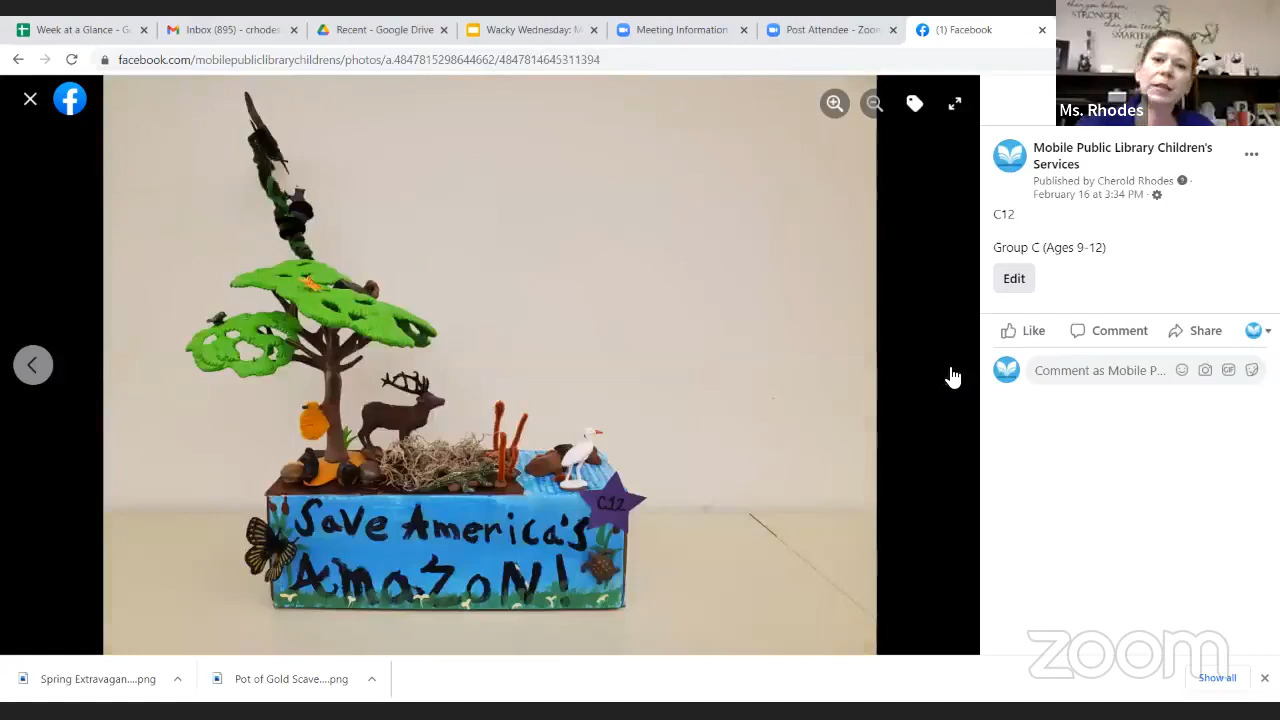 Week at a Glance - G
Inbox (895) 
Recent - Google Drive
Wacky Wednesday: M
Meeting Information
Post Attendee - Zoom
(1) Facebook
facebook.com/mobilepubliclibrarychildrens/photos/a.4847815298644662/4847814645311394
STRONGER
Ms. Rhodes
Mobile Public Library Children's
Services
Published by Cherold Rhodes
February 16 at 3:34 PM
C12
Group C (Ages 9-12)
Edit
Like
Comment
Share
Comment as Mobile P...
C12
Save America's
AmaZoN!
zoom
Spring Extravagan....png
Pot of Gold Scave....png
Show all